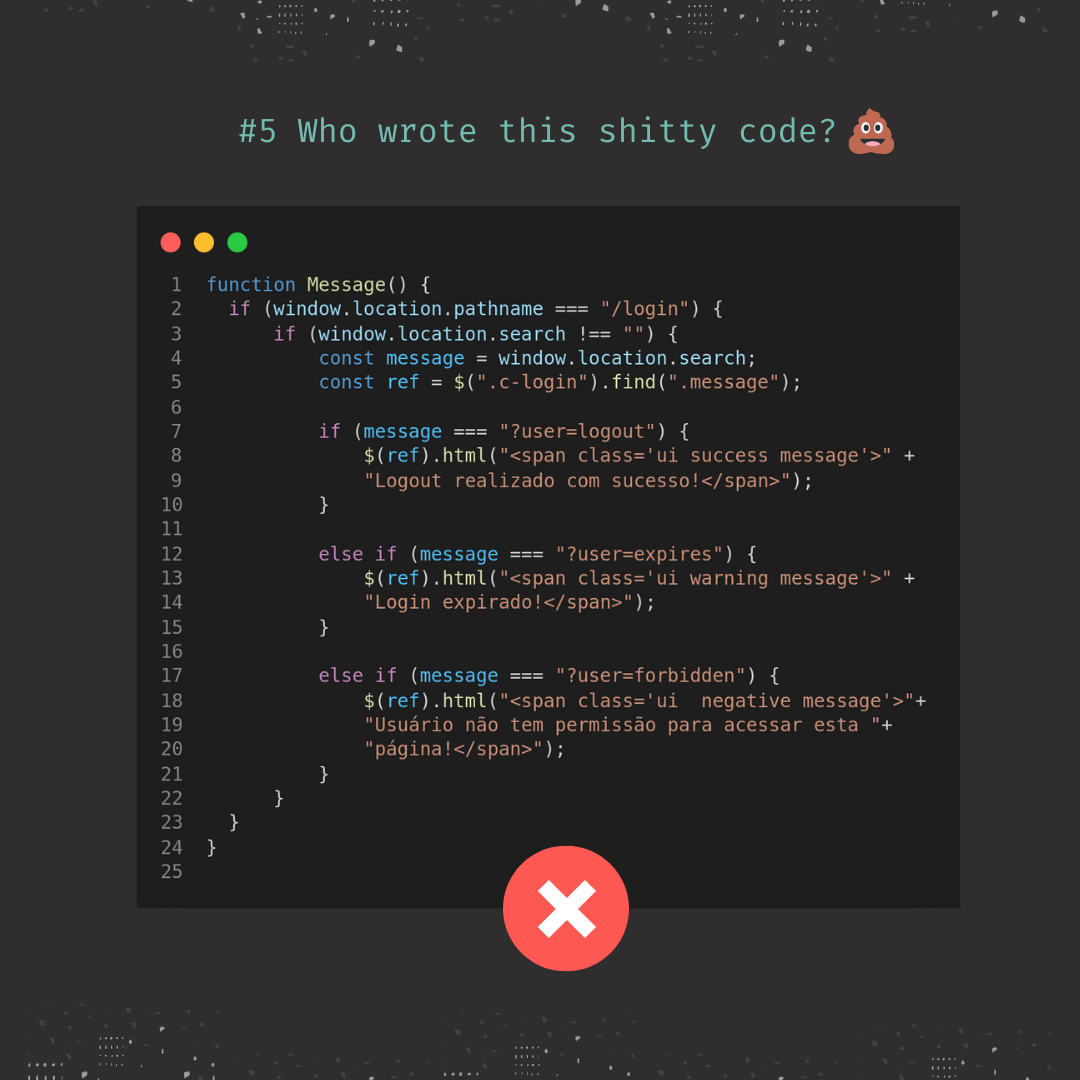 #5 Who wrote this shitty code?💩
1 function Message() {
2   if (window.location.pathname === "/login") {
3       if (window.location.search !== "") {
4           const message = window.location.search;
5           const ref = $(".c-login").find(".message");
6
7           if (message === "?user=logout") {
8               $(ref).html("<span class='ui success message'>" +
9               "Logout realizado com sucesso!</span>");
10          }
11
12          else if (message === "?user=expires") {
13              $(ref).html("<span class='ui warning message'>" +
14              "Login expirado!</span>");
15          }
16
17          else if (message === "?user=forbidden") {
18              $(ref).html("<span class='ui  negative message'>"+
19              "Usuário não tem permissão para acessar esta "+
20              "página!</span>");
21          }
22      }
23  }
24 }
25